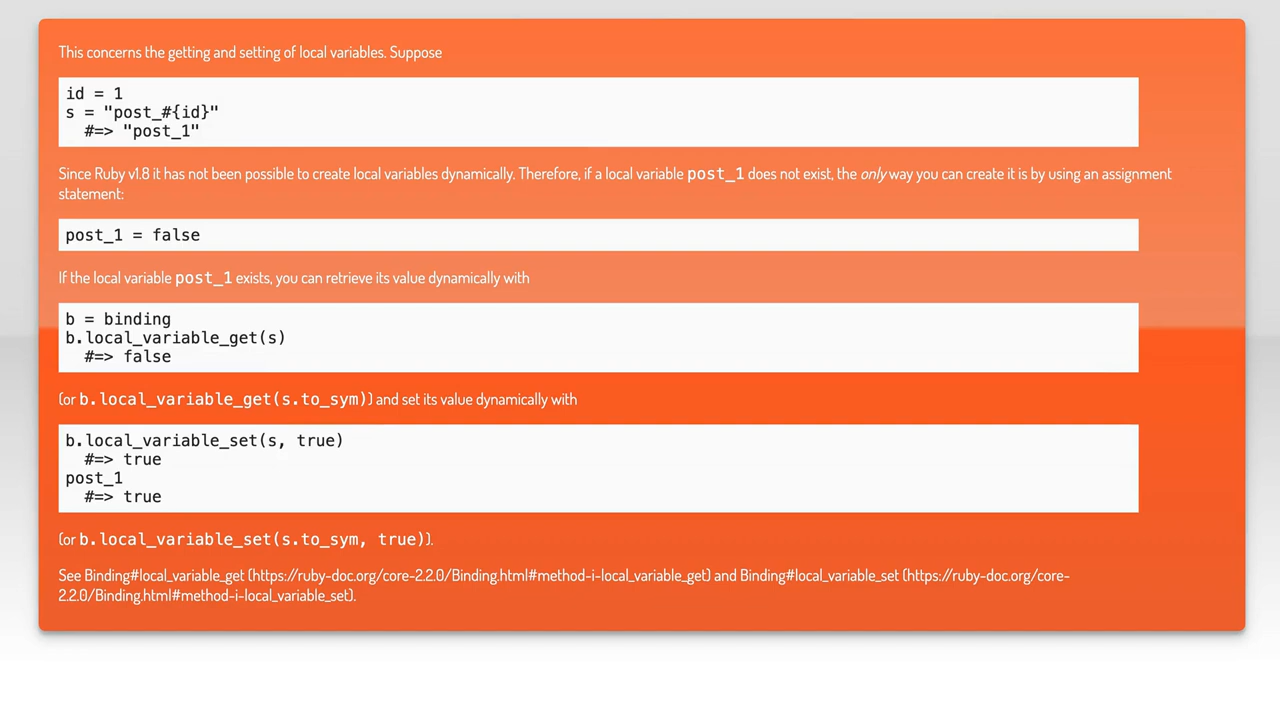 This concerns the getting and setting of local variables. Suppose
id = 1
s = "post_#{id}"
  #=> "post_1"
Since Ruby v1.8 it has not been possible to create local variables dynamically. Therefore, if a local variable post_1 does not exist, the only way you can create it is by using an assignment
statement:
post_1 = false
If the local variable post_1 exists, you can retrieve its value dynamically with
b = binding
b.local_variable_get(s)
  #=> false
(or b.local_variable_get(s.to_sym)) and set its value dynamically with
b.local_variable_set(s, true)
  #=> true
post_1
  #=> true
(or b.local_variable_set(s.to_sym, true)).
See Binding#local_variable_get (https://ruby-doc.org/core-2.2.0/Binding.html#method-i-local_variable_get) and Binding#local_variable_set (https://ruby-doc.org/core-
2.2.0/Binding.html#method-i-local_variable_set).